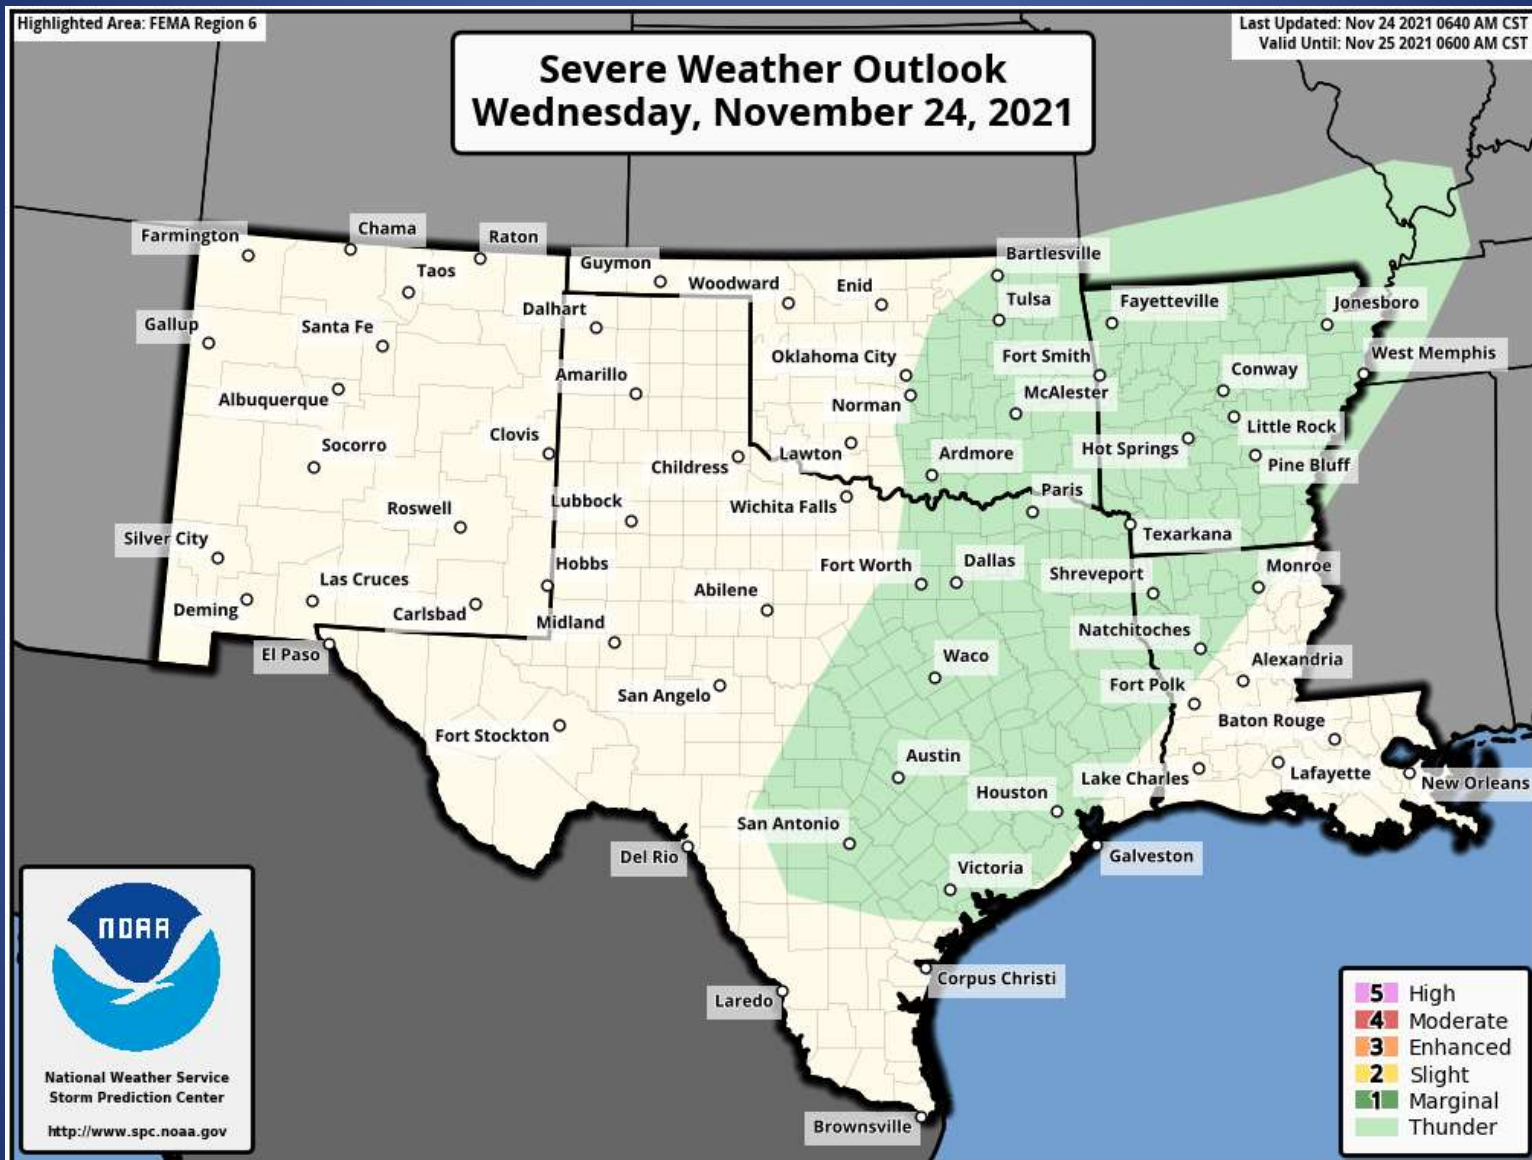 Highlighted Area: FEMA Region 6
Last Updated: Nov 24 2021 0640 AM CST
Valid Until: Nov 25 2021 0600 AM CST
Severe Weather Outlook
Wednesday, November 24, 2021
Farmington
Chama
Raton
Taos
Guymon
Woodward
Enid
Bartlesville
Tulsa
Fayetteville
Jonesboro
Gallup
Santa Fe
Dalhart
Oklahoma City
Fort Smith
West Memphis
Albuquerque
Amarillo
Norman
McAlester
Conway
Little Rock
Socorro
Clovis
Childress
Lawton
Ardmore
Hot Springs
Pine Bluff
Roswell
Lubbock
Wichita Falls
Paris
Texarkana
Silver City
Las Cruces
Hobbs
Abilene
Fort Worth
Dallas
Shreveport
Monroe
Deming
Carlsbad
Midland
Natchitoches
El Paso
San Angelo
Waco
Alexandria
Fort Polk
Fort Stockton
Baton Rouge
Austin
Houston
Lake Charles
Lafayette
New Orleans
San Antonio
Del Rio
Victoria
Galveston
Corpus Christi
Laredo
Brownsville
NOAA
National Weather Service
Storm Prediction Center
http://www.spc.noaa.gov
5 High
4 Moderate
3 Enhanced
2 Slight
1 Marginal
Thunder